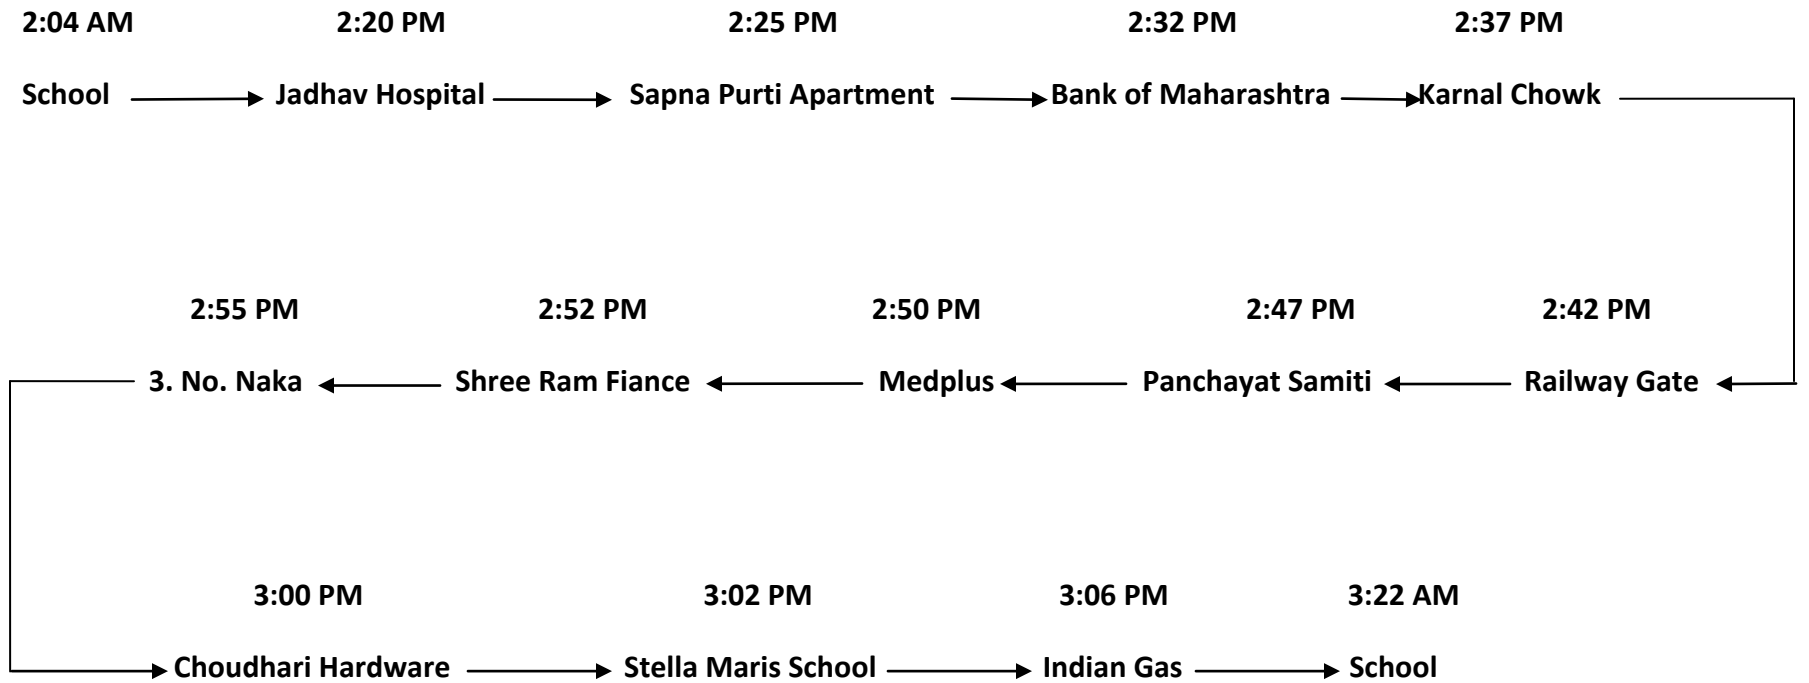 2:04 AM 2:20 PM 2:25 PM 2:32 PM 2:37 PM
School Jadhav Hospital Sapna Purti Apartment Bank of Maharashtra Karnal Chowk
2:55 PM 2:52 PM 2:50 PM 2:47 PM 2:42 PM
3. No. Naka Shree Ram Fiance Medplus Panchayat Samiti Railway Gate
3:00 PM 3:02 PM 3:06 PM 3:22 AM
Choudhari Hardware Stella Maris School Indian Gas School